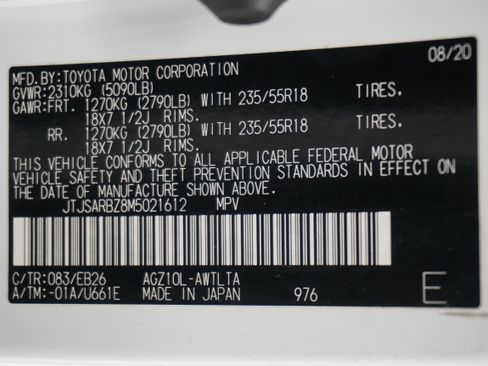 08/20
MFD.BY:TOYOTA MOTOR CORPORATION
GVWR:2310KG (5090LB)
GAWR:FRT. 1270KG (2790LB) WITH 235/55R18 TIRES.
18X7 1/2J RIMS.
RR. 1270KG (2790LB) WITH 235/55R18 TIRES.
18X7 1/2J RIMS.
THIS VEHICLE CONFORMS TO ALL APPLICABLE FEDERAL MOTOR
VEHICLE SAFETY AND THEFT PREVENTION STANDARDS IN EFFECT ON
THE DATE OF MANUFACTURE SHOWN ABOVE.
JTJSARBZ8M5021612 MPV
C/TR:083/EB26 AGZ10L-AWTLTA
A/TM:-01A/U661E MADE IN JAPAN 976 E